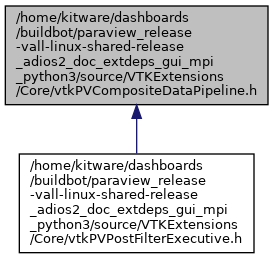 /home/kitware/dashboards
/buildbot/paraview_release
-vall-linux-shared-release
_adios2_doc_extdeps_gui_mpi
_python3/source/VTKExtensions
/Core/vtkPVCompositeDataPipeline.h
/home/kitware/dashboards
/buildbot/paraview_release
-vall-linux-shared-release
_adios2_doc_extdeps_gui_mpi
_python3/source/VTKExtensions
/Core/vtkPVPostFilterExecutive.h